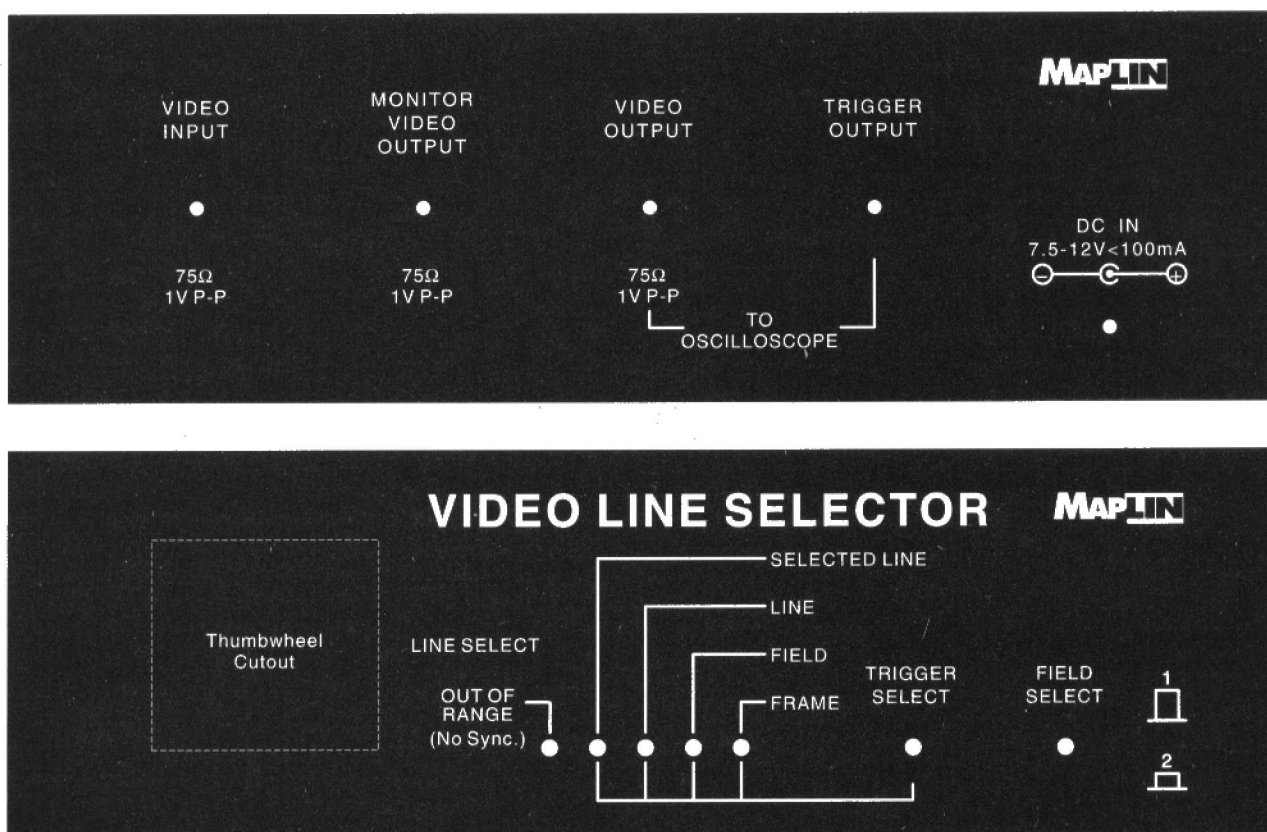 MAPLIN
VIDEO
INPUT
MONITOR
VIDEO
OUTPUT
VIDEO
OUTPUT
TRIGGER
OUTPUT
75Ω
1V P-P
75Ω
1V P-P
75Ω
1V P-P
TO
OSCILLOSCOPE
DC IN
7.5-12V<100mA
- +
VIDEO LINE SELECTOR
MAPLIN
Thumbwheel
Cutout
LINE SELECT
OUT OF
RANGE
(No Sync.)
SELECTED LINE
LINE
FIELD
FRAME
TRIGGER
SELECT
FIELD
SELECT
1
2